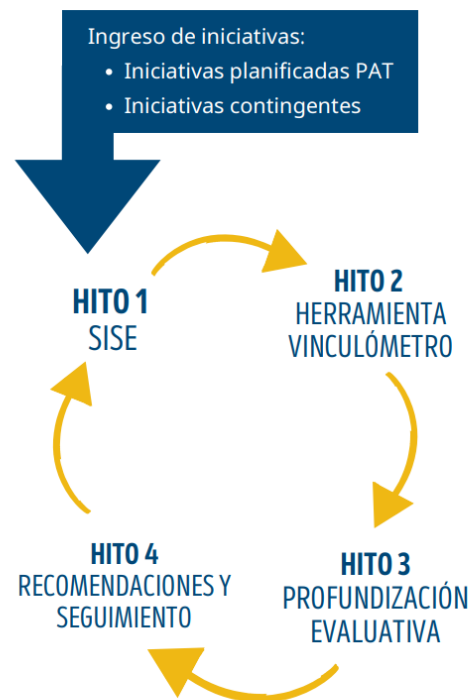 Ingreso de iniciativas:
• Iniciativas planificadas PAT
• Iniciativas contingentes
HITO 1
SISE
HITO 2
HERRAMIENTA
VINCULÓMETRO
HITO 3
PROFUNDIZACIÓN
EVALUATIVA
HITO 4
RECOMENDACIONES Y
SEGUIMIENTO